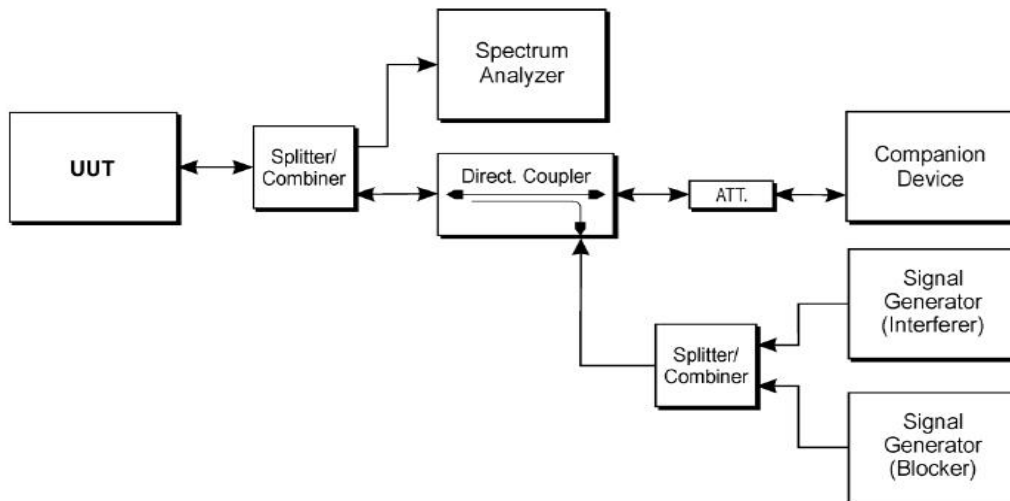 Spectrum
Analyzer
UUT
Splitter/
Combiner
Direct. Coupler
ATT.
Companion
Device
Signal
Generator
(Interferer)
Splitter/
Combiner
Signal
Generator
(Blocker)